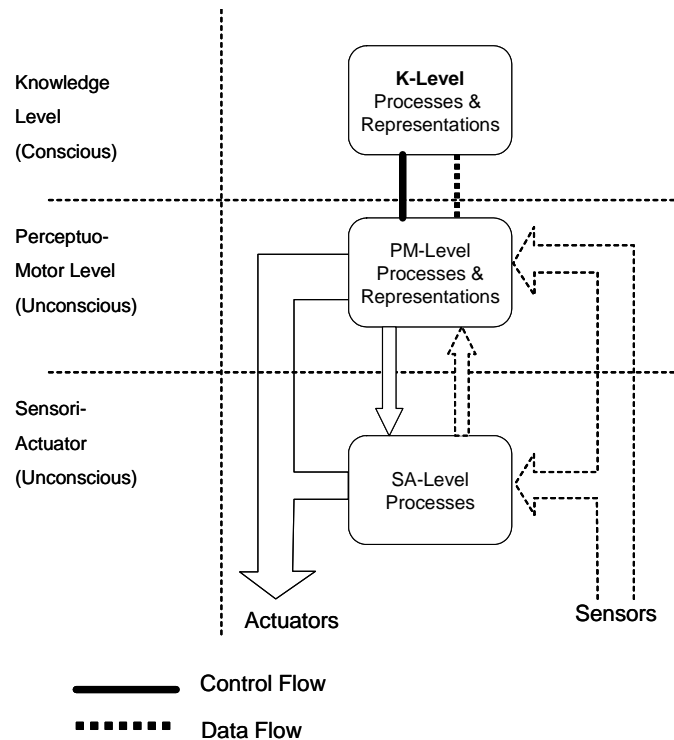 Knowledge
Level
(Conscious)
K-Level
Processes &
Representations
Perceptuo-
Motor Level
(Unconscious)
PM-Level
Processes &
Representations
Sensori-
Actuator
(Unconscious)
SA-Level
Processes
Actuators
Sensors
Control Flow
Data Flow